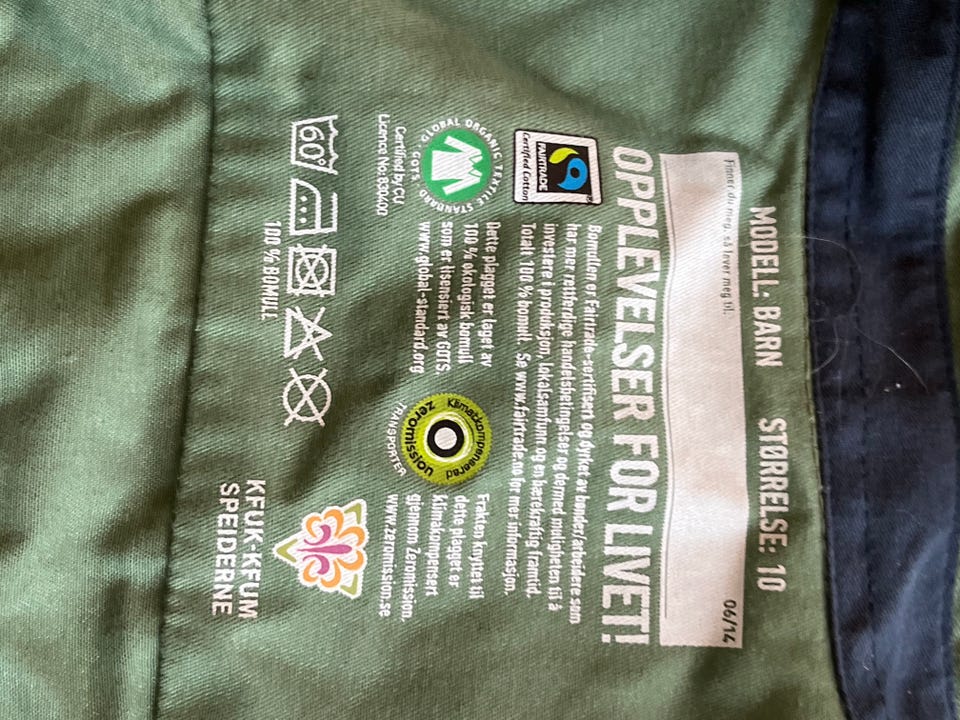 MODELL: BARN STØRRELSE: 10
Finner du meg, så lever meg til:
06/14
OPPLEVELSER FOR LIVET!
FAIRTRADE
Certified Cotton
Bomullen er Fairtrade-sertifisert og dyrket av bønder/arbeidere som
har mer rettferdige handelsbetingelser og dermed muligheten til å
investere i produksjon, lokalsamfunn og en bærekraftig framtid.
Totalt 100 % bomull. Se www.fairtrade.no for mer informasjon.
GLOBAL ORGANIC TEXTILE STANDARD
GOTS
Certified by CU
Licence No: 830400
Dette plagget er laget av
100 % økologisk bomull
som er lisensiert av GOTS.
www.global-standard.org
Klimatkompenserad
zeromission
TRANSPORTER
Frakten knyttet til
dette plagget er
klimakompensert
gjennom Zeromission.
www.zeromission.se
60°
100 % BOMULL
KFUK-KFUM
SPEIDERNE